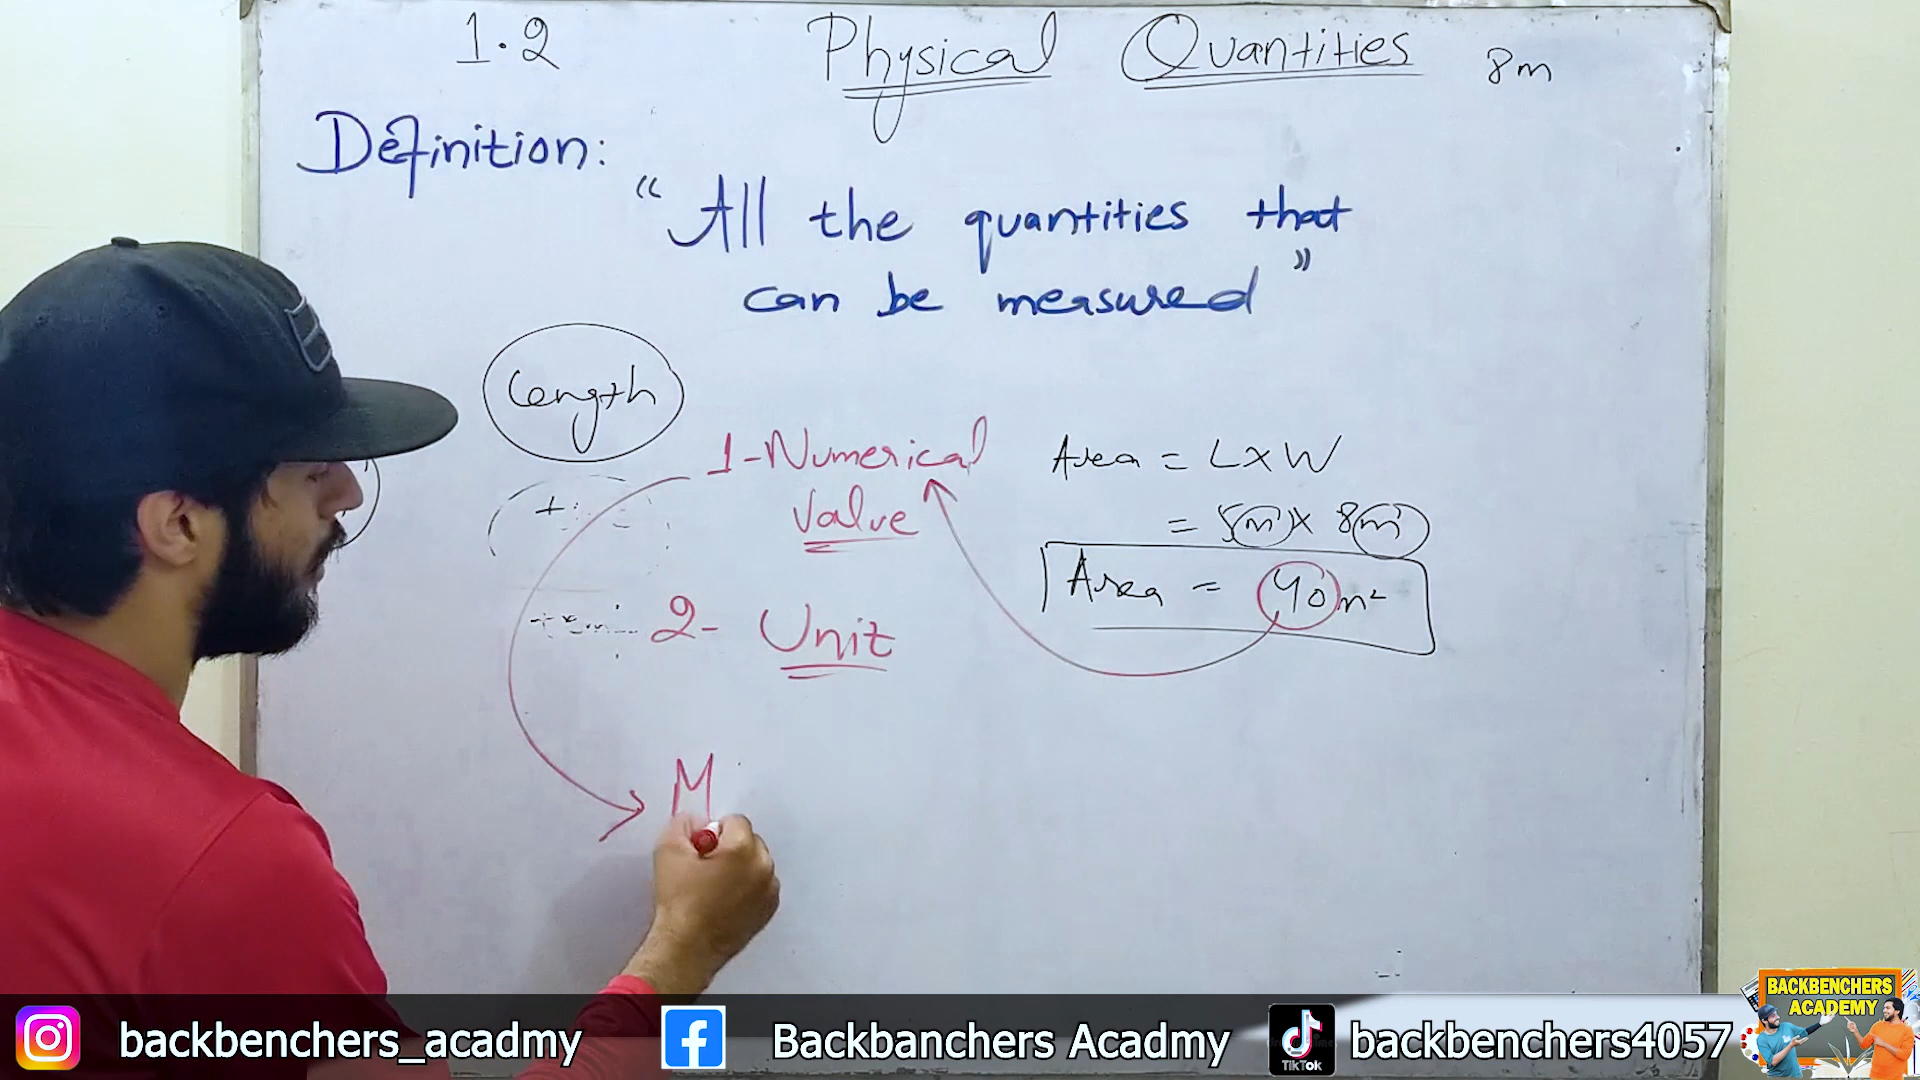 1.2
Physical Quantities
8m
Definition:
“All the quantities that
can be measured”
Length
1-Numerical
Value
2- Unit
M
Area = L×W
= 5m × 8m
Area = 40m²
backbenchers_acadmy
Backbanchers Acadmy
TikTok
backbenchers4057
BACKBENCHERS
ACADEMY